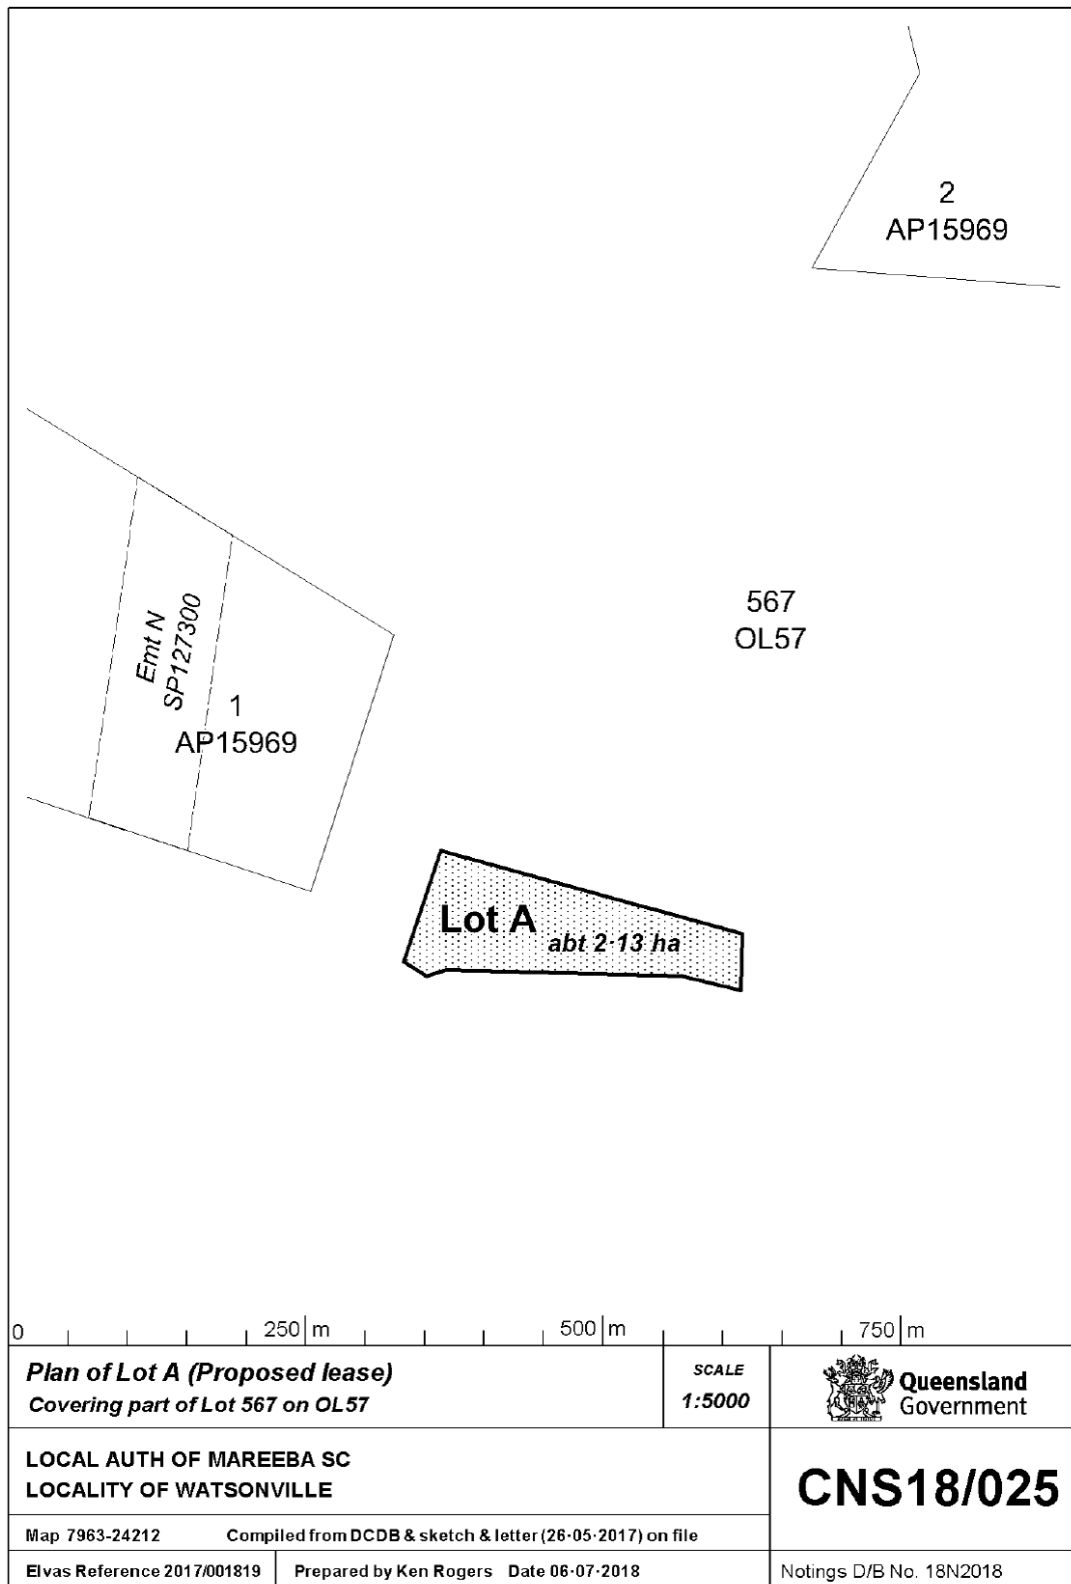 2
AP15969
567
OL57
Emt N
SP127300
1
AP15969
Lot A
abt 2·13 ha
0
250 m
500 m
750 m
Plan of Lot A (Proposed lease)
Covering part of Lot 567 on OL57
SCALE
1:5000
Queensland
Government
LOCAL AUTH OF MAREEBA SC
LOCALITY OF WATSONVILLE
CNS18/025
Map 7963-24212 Compiled from DCDB & sketch & letter (26·05·2017) on file
Elvas Reference 2017/001819 Prepared by Ken Rogers Date 06·07·2018
Notings D/B No. 18N2018